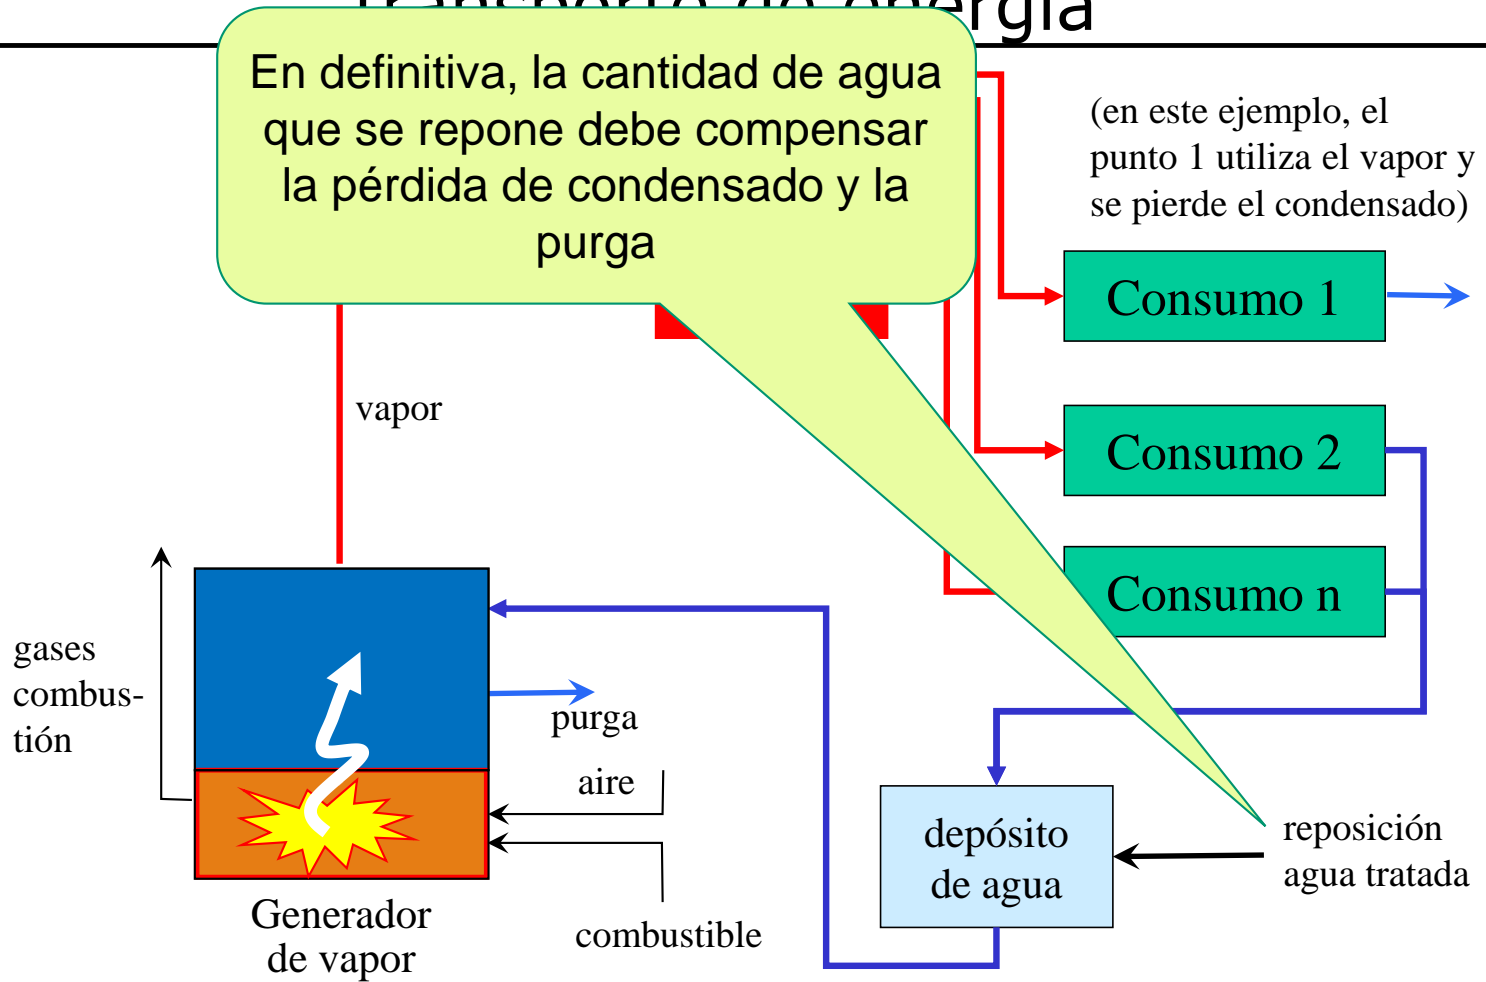 energía
En definitiva, la cantidad de agua
que se repone debe compensar
la pérdida de condensado y la
purga
(en este ejemplo, el
punto 1 utiliza el vapor y
se pierde el condensado)
Consumo 1
vapor
Consumo 2
Consumo n
gases
combus-
tión
purga
aire
depósito
de agua
reposición
agua tratada
Generador
de vapor
combustible